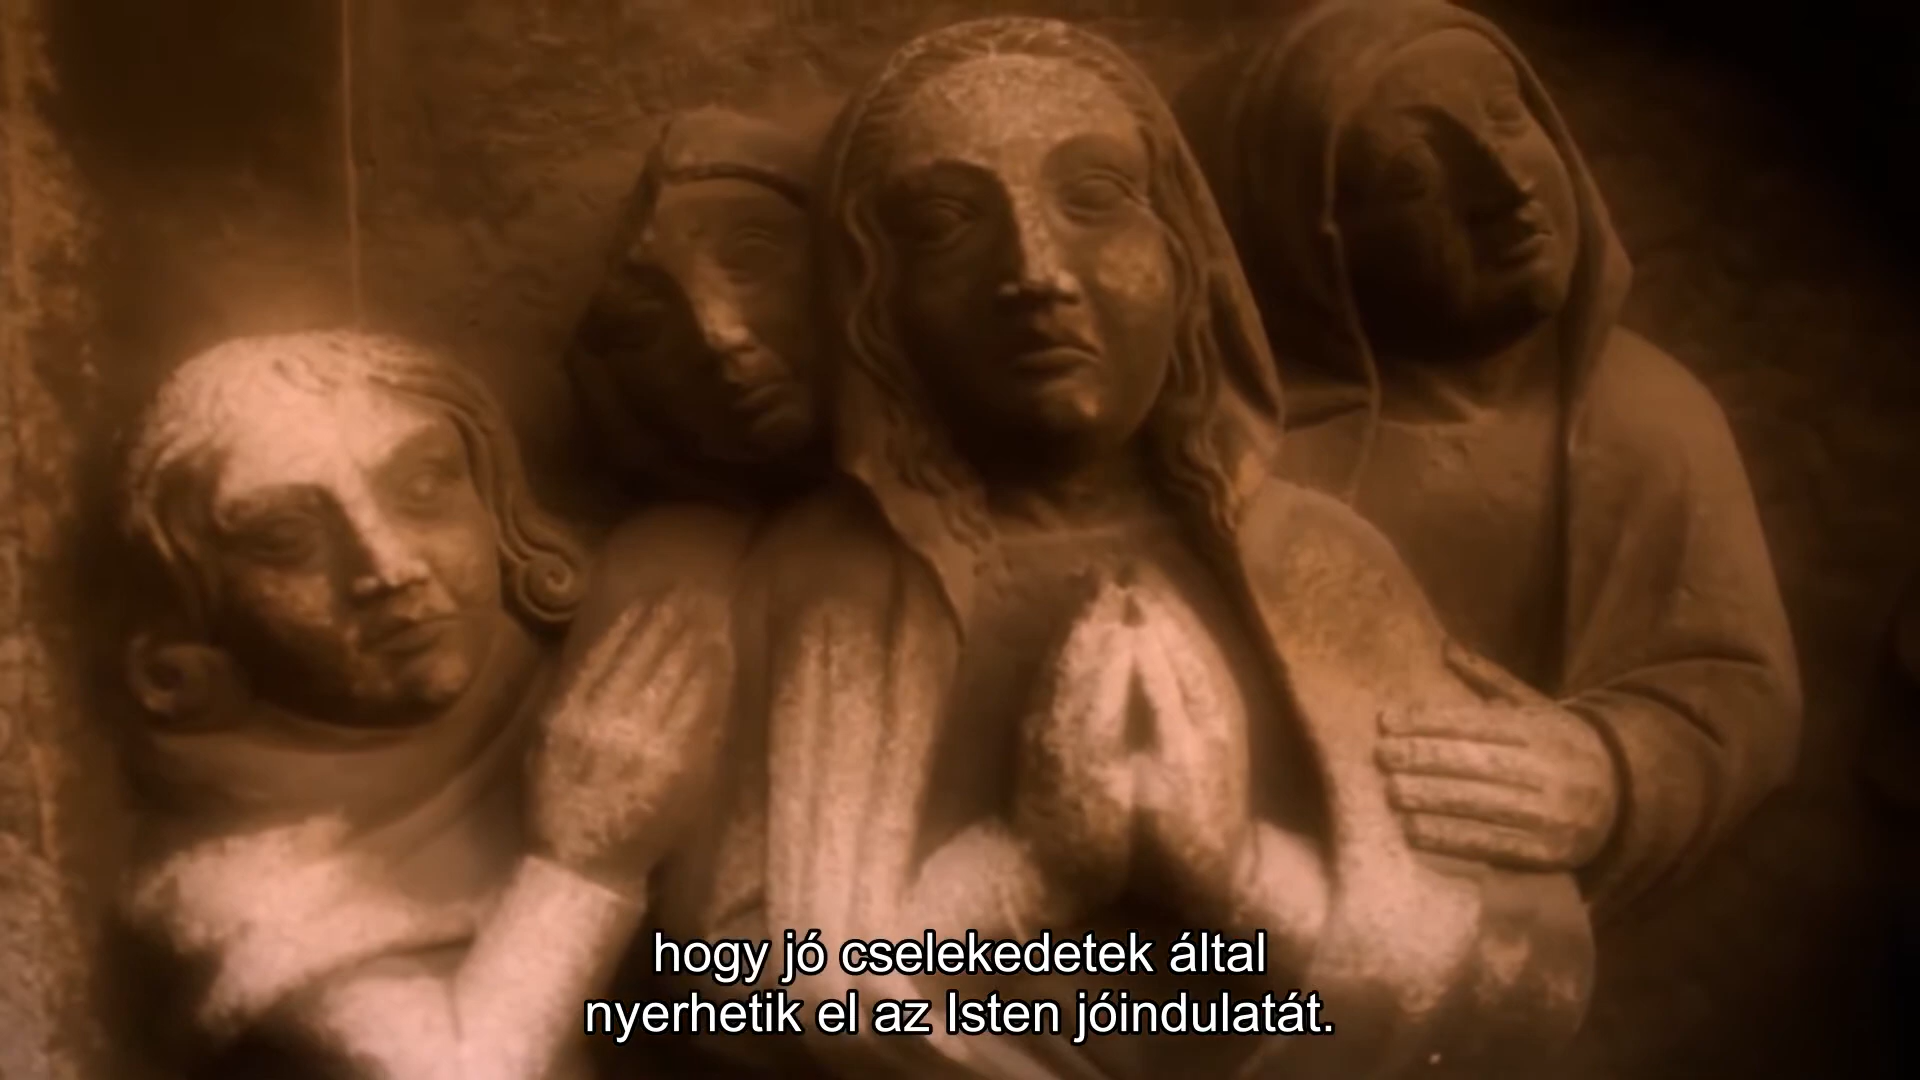 hogy jó cselekedetek által
nyerhetik el az Isten jóindulatát.